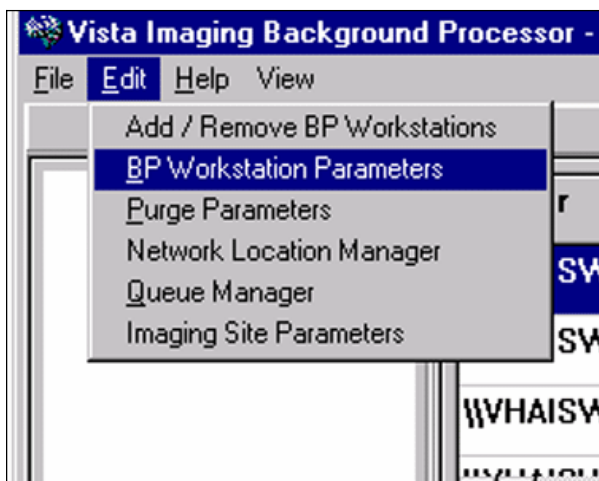 Vista Imaging Background Processor -
File Edit Help View
Add / Remove BP Workstations
BP Workstation Parameters
r
Purge Parameters
Network Location Manager
SW
Queue Manager
Imaging Site Parameters
SW
\\VHAISW